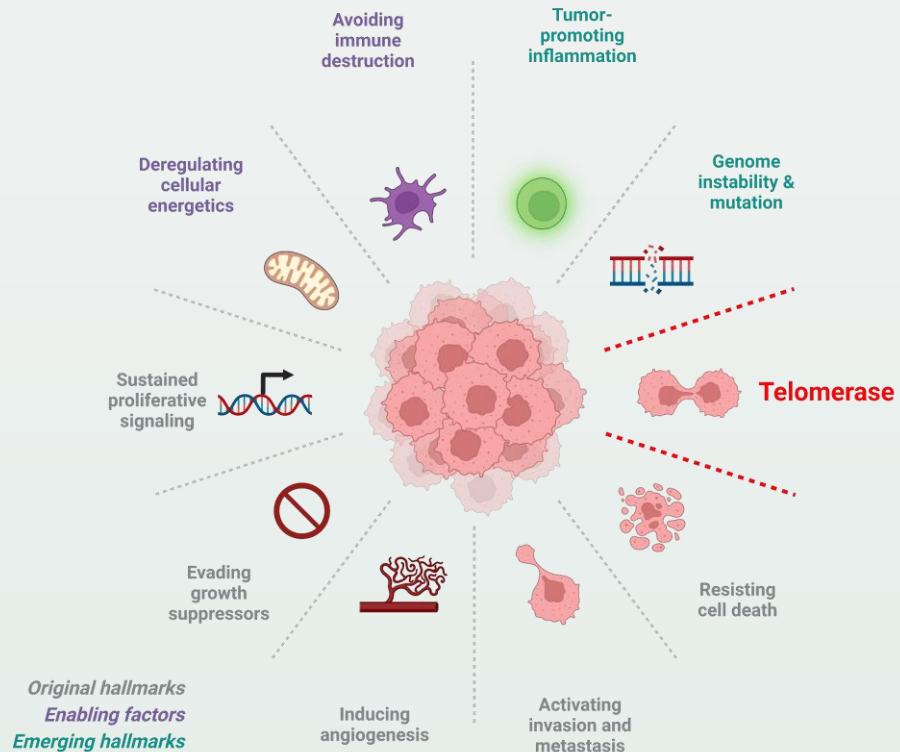 Avoiding
immune
destruction
Tumor-
promoting
inflammation
Deregulating
cellular
energetics
Genome
instability &
mutation
Sustained
proliferative
signaling
Telomerase
Evading
growth
suppressors
Resisting
cell death
Inducing
angiogenesis
Activating
invasion and
metastasis
Original hallmarks
Enabling factors
Emerging hallmarks